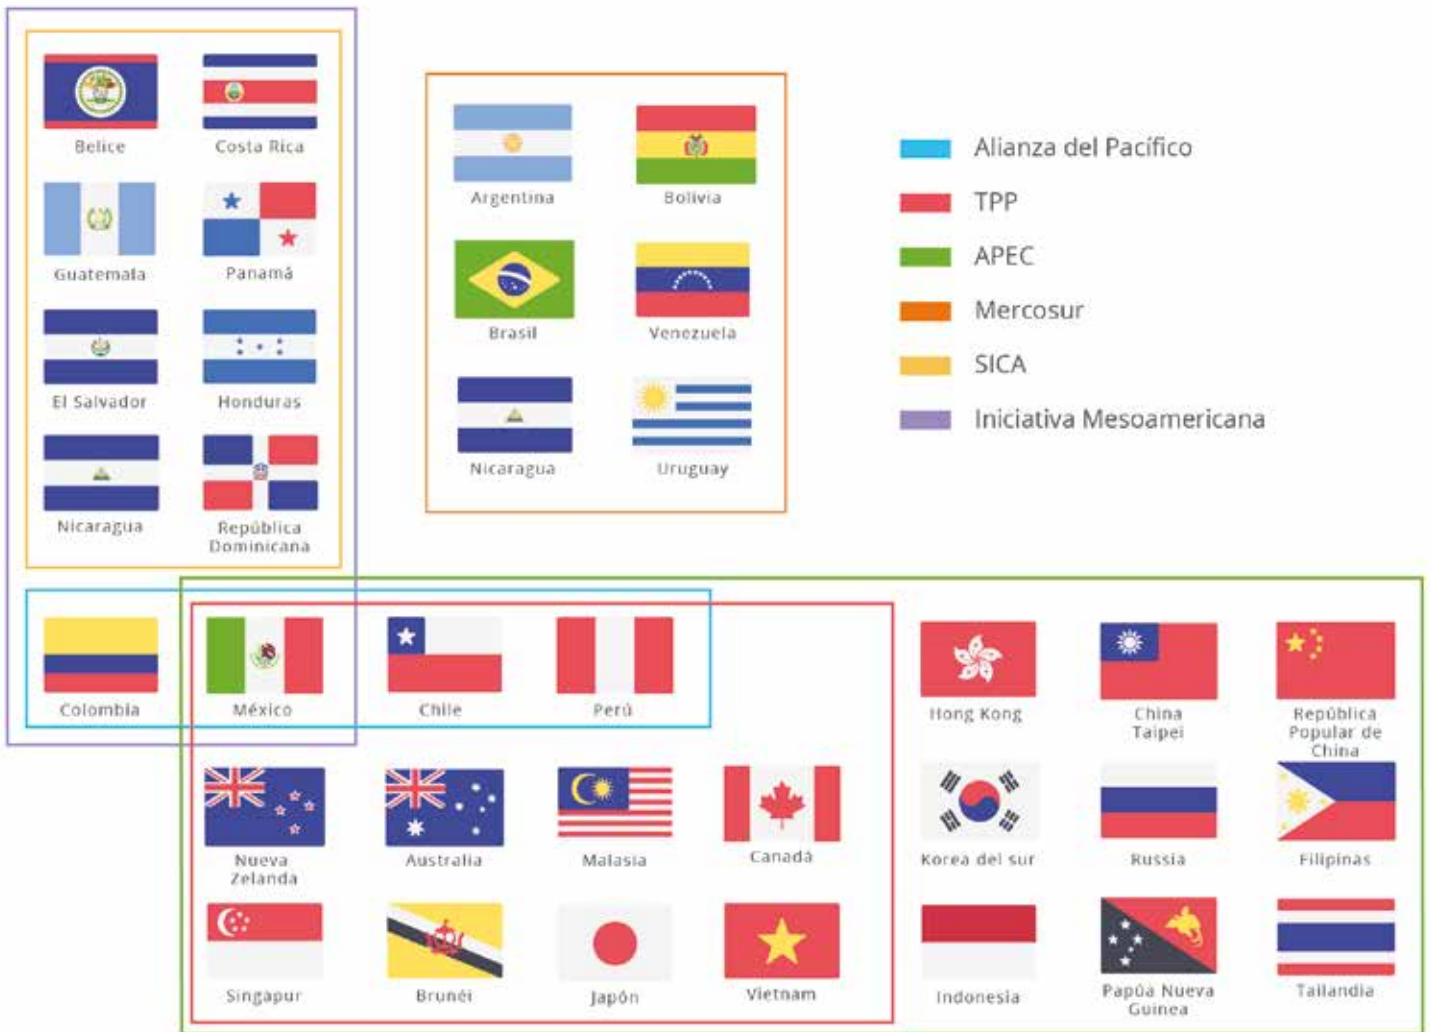 Belice
Costa Rica
Guatemala
Panamá
El Salvador
Honduras
Nicaragua
República
Dominicana
Argentina
Bolivia
Brasil
Venezuela
Nicaragua
Uruguay
Alianza del Pacífico
TPP
APEC
Mercosur
SICA
Iniciativa Mesoamericana
Colombia
México
Chile
Perú
Hong Kong
China
Taipei
República
Popular de
China
Nueva
Zelanda
Australia
Malasia
Canadá
Korea del sur
Russia
Filipinas
Singapur
Brunéi
Japón
Vietnam
Indonesia
Papúa Nueva
Guinea
Tailandia